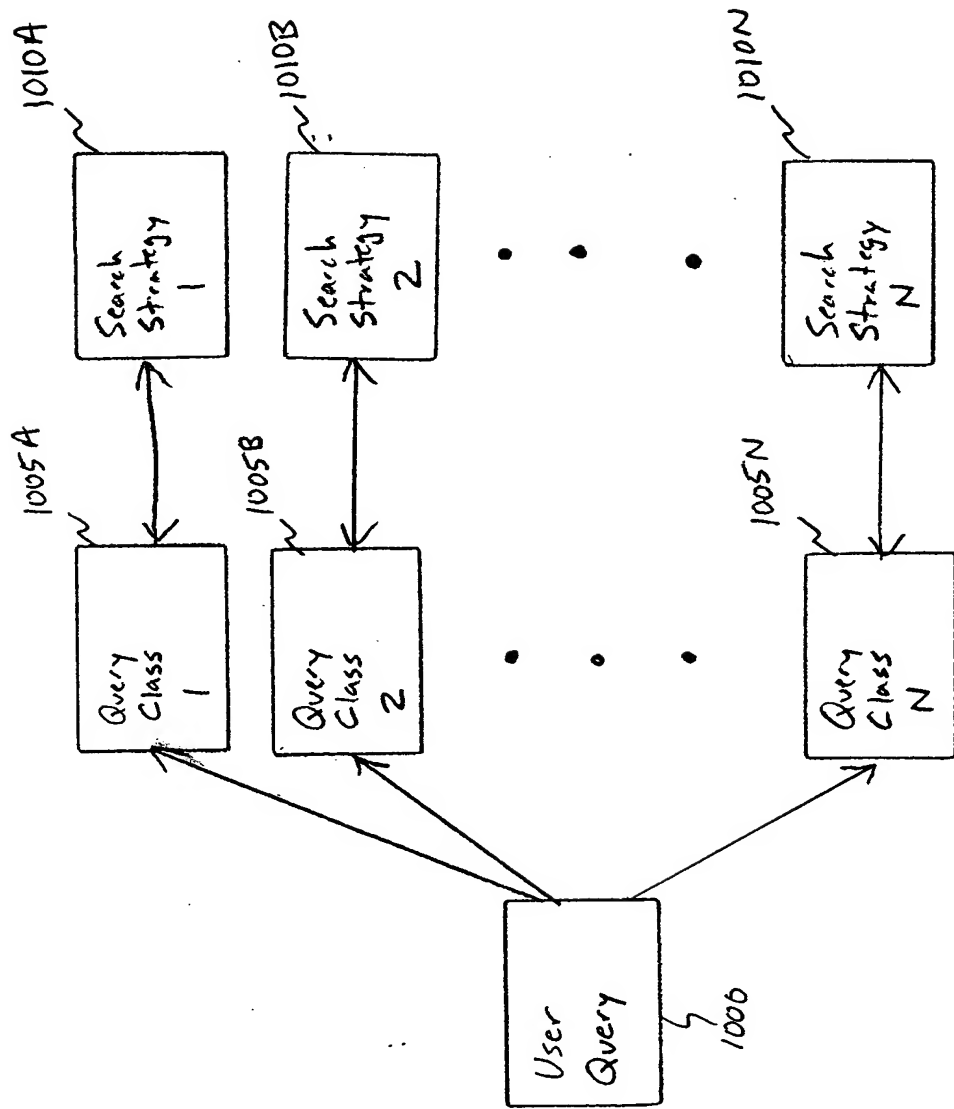 1010A
Search
Strategy
1
1005A
Query
Class
1
1010B
Search
Strategy
2
1005B
Query
Class
2
1010N
Search
Strategy
N
1005N
Query
Class
N
User
Query
1000